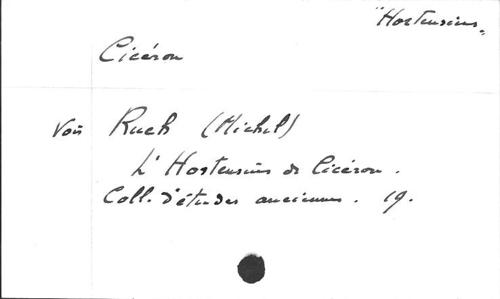 "Hortensius"
Cicéron
Voir Ruch (Michel)
L'Hortensius de Cicéron.
Coll. d'études anciennes. 19.